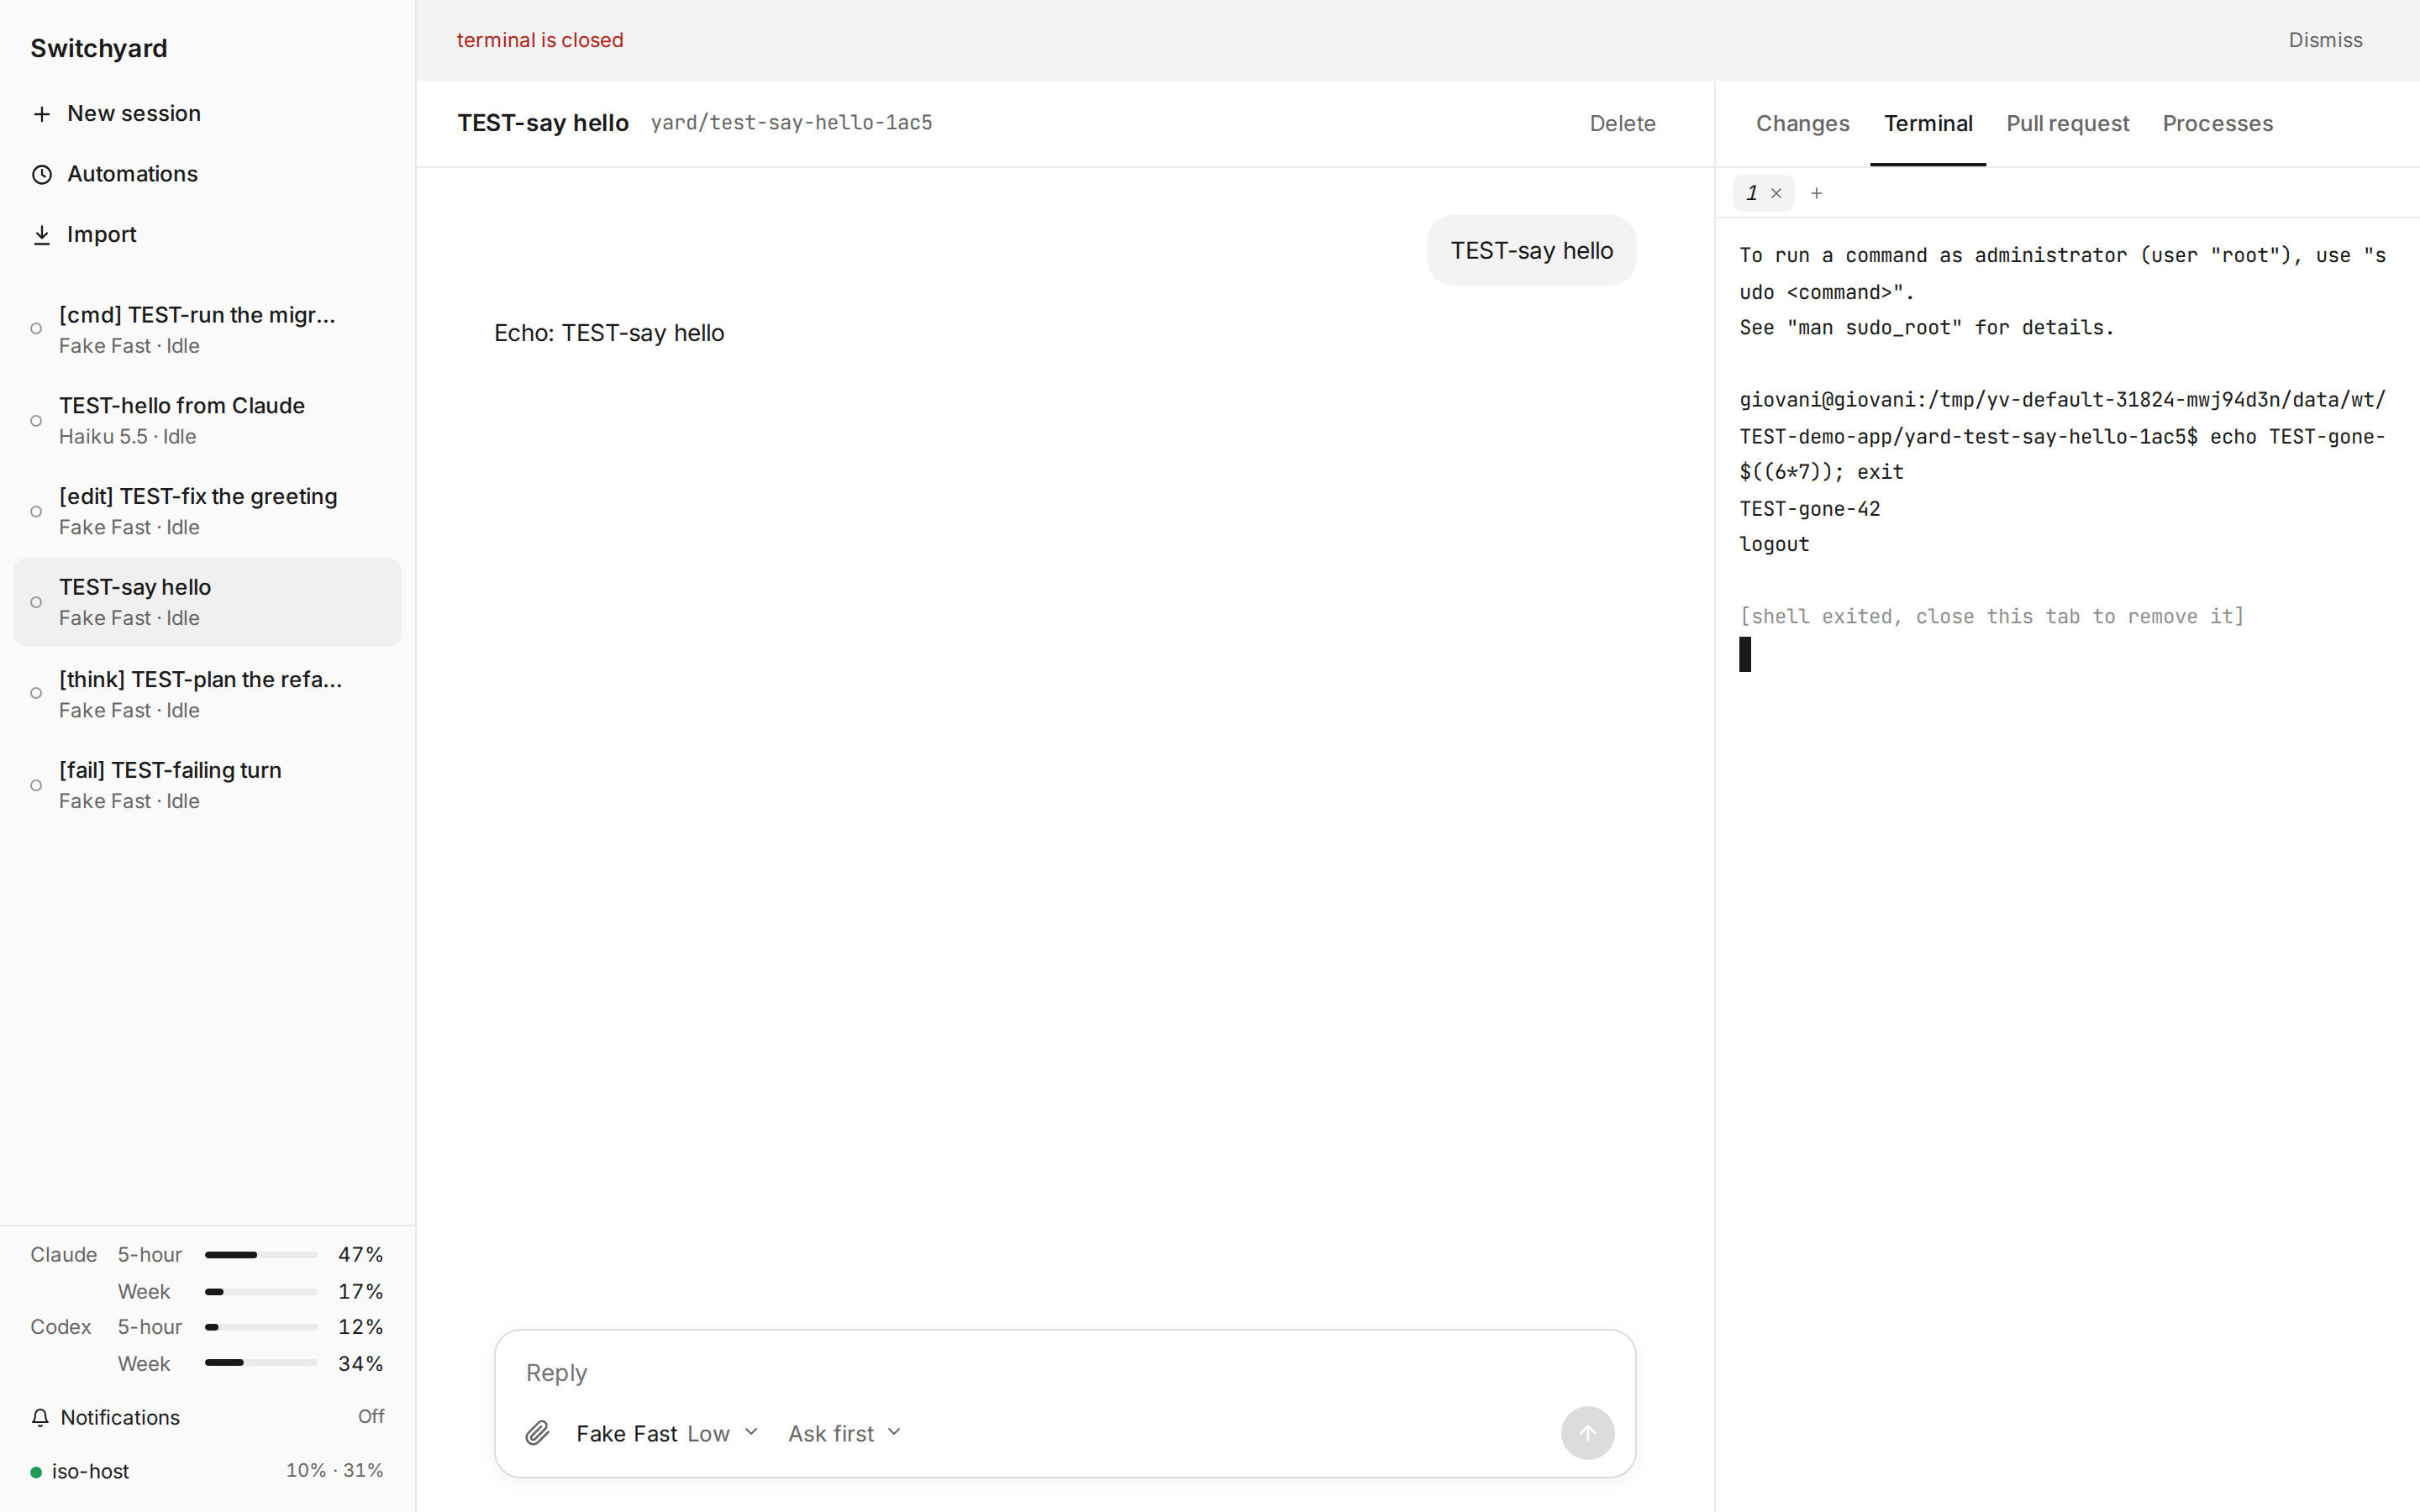 Switchyard
New session
Automations
Import
[cmd] TEST-run the migr...
Fake Fast · Idle
TEST-hello from Claude
Haiku 5.5 · Idle
[edit] TEST-fix the greeting
Fake Fast · Idle
TEST-say hello
Fake Fast · Idle
[think] TEST-plan the refa...
Fake Fast · Idle
[fail] TEST-failing turn
Fake Fast · Idle
Claude 5-hour 47%
Week 17%
Codex 5-hour 12%
Week 34%
Notifications Off
iso-host 10% · 31%
terminal is closed Dismiss
TEST-say hello yard/test-say-hello-1ac5 Delete
TEST-say hello
Echo: TEST-say hello
Reply
Fake Fast Low Ask first
Changes Terminal Pull request Processes
1 × +
To run a command as administrator (user "root"), use "s
udo <command>".
See "man sudo_root" for details.
giovani@giovani:/tmp/yv-default-31824-mwj94d3n/data/wt/
TEST-demo-app/yard-test-say-hello-1ac5$ echo TEST-gone-
$((6*7)); exit
TEST-gone-42
logout
[shell exited, close this tab to remove it]